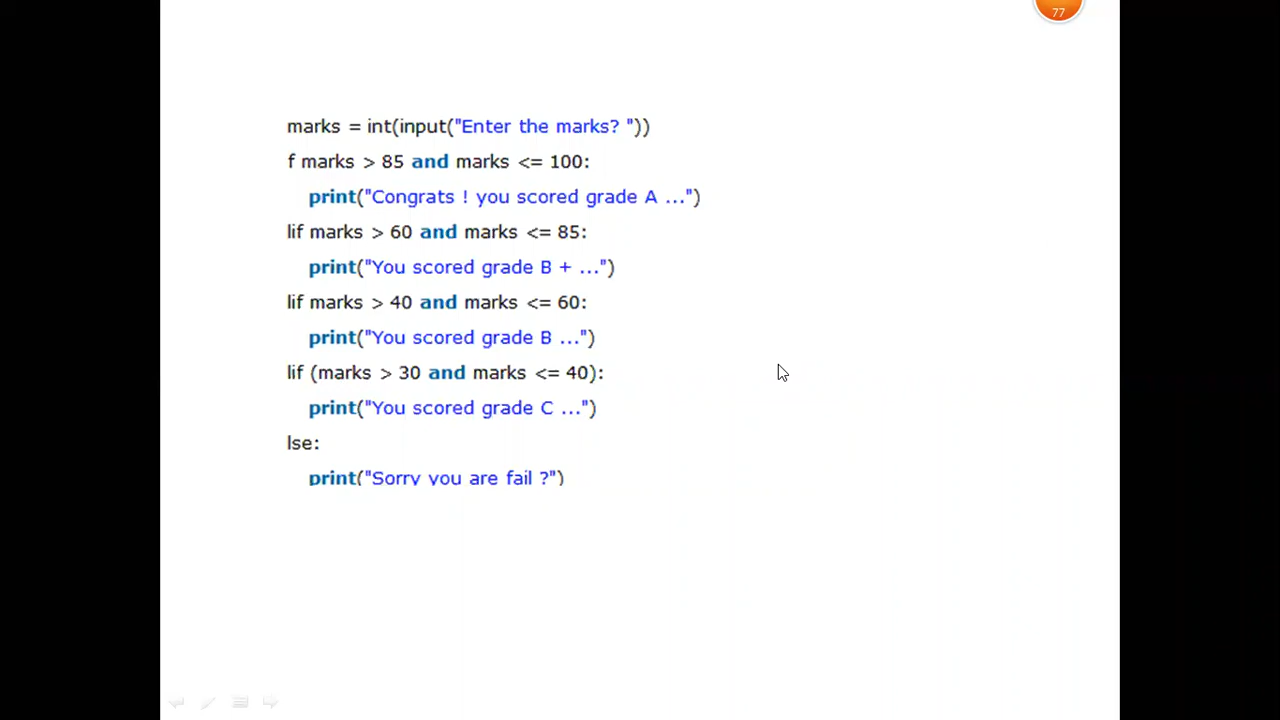 77
marks = int(input("Enter the marks? "))
f marks > 85 and marks <= 100:
print("Congrats ! you scored grade A ...")
lif marks > 60 and marks <= 85:
print("You scored grade B + ...")
lif marks > 40 and marks <= 60:
print("You scored grade B ...")
lif (marks > 30 and marks <= 40):
print("You scored grade C ...")
lse:
print("Sorry you are fail ?")